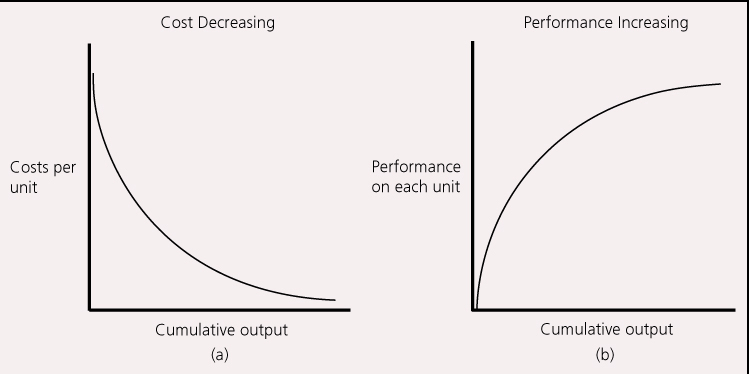 Cost Decreasing
Costs per
unit
Cumulative output
(a)
Performance Increasing
Performance
on each unit
Cumulative output
(b)